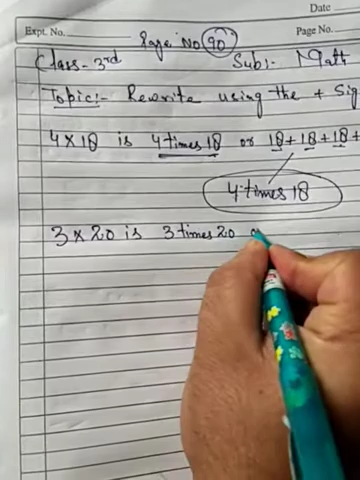 Date
Expt. No. Page No.
Page No 90
Class- 3rd Sub:- Math
Topic:- Rewrite using the + Sig
4 × 18 is 4 times 18 or 18 + 18 + 18 +
4 times 18
3 × 20 is 3 times 20